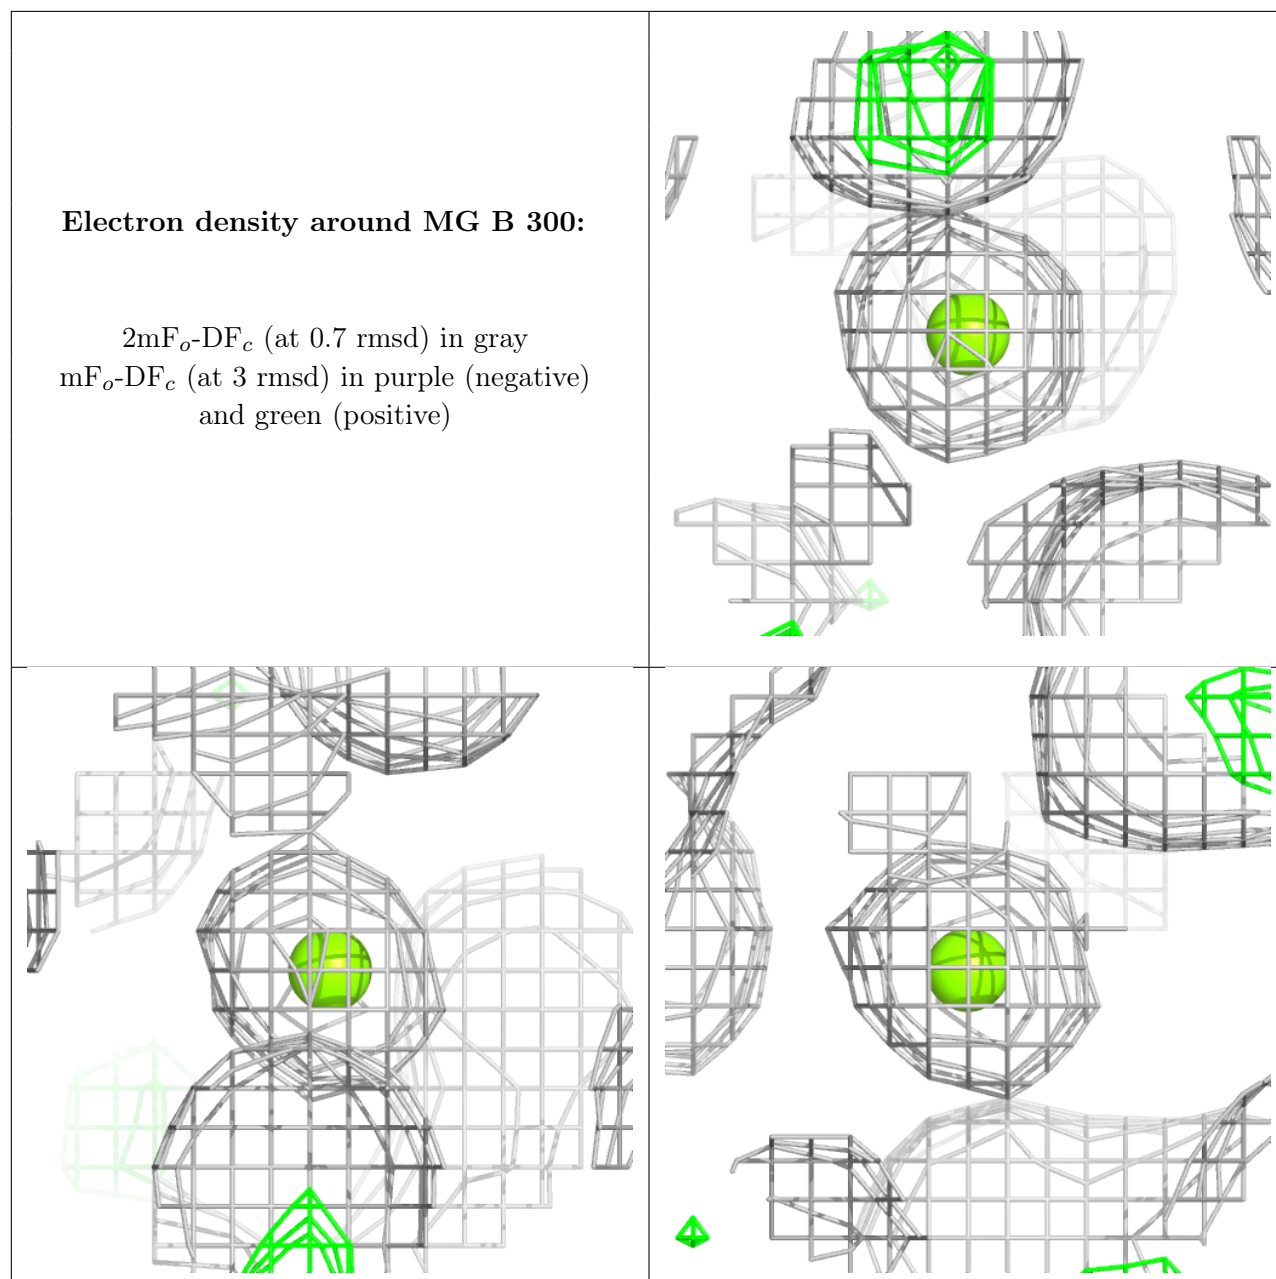 Electron density around MG B 300:
2mFo-DFc (at 0.7 rmsd) in gray
mFo-DFc (at 3 rmsd) in purple (negative)
and green (positive)